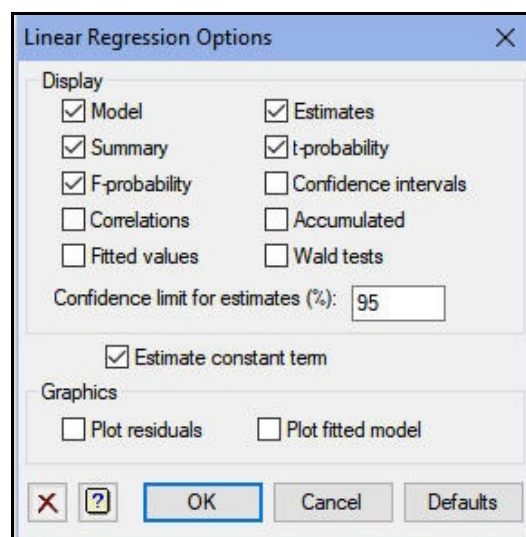 Linear Regression Options
Display
Model Estimates
Summary t-probability
F-probability Confidence intervals
Correlations Accumulated
Fitted values Wald tests
Confidence limit for estimates (%): 95
Estimate constant term
Graphics
Plot residuals Plot fitted model
? OK Cancel Defaults